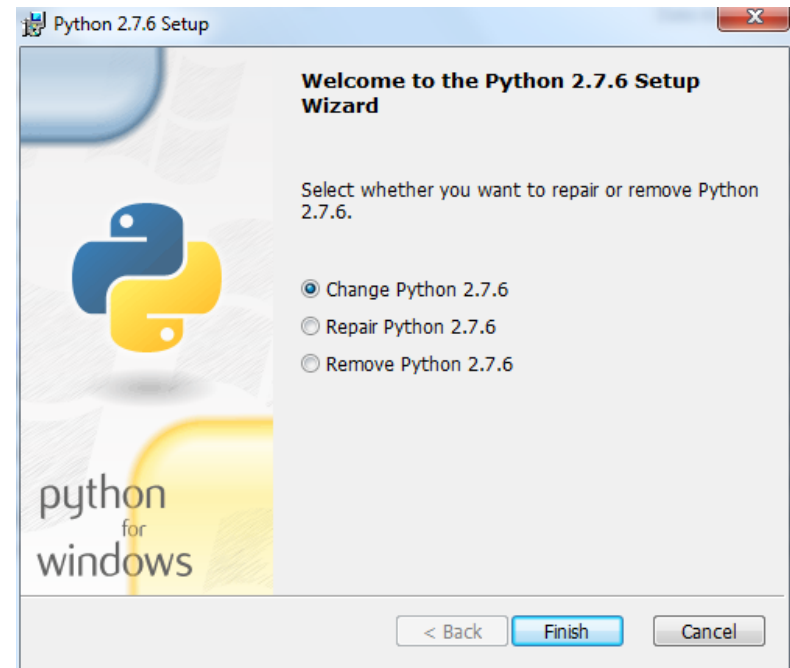 Python 2.7.6 Setup
Welcome to the Python 2.7.6 Setup
Wizard
Select whether you want to repair or remove Python
2.7.6.
Change Python 2.7.6
Repair Python 2.7.6
Remove Python 2.7.6
python
for
windows
< Back
Finish
Cancel